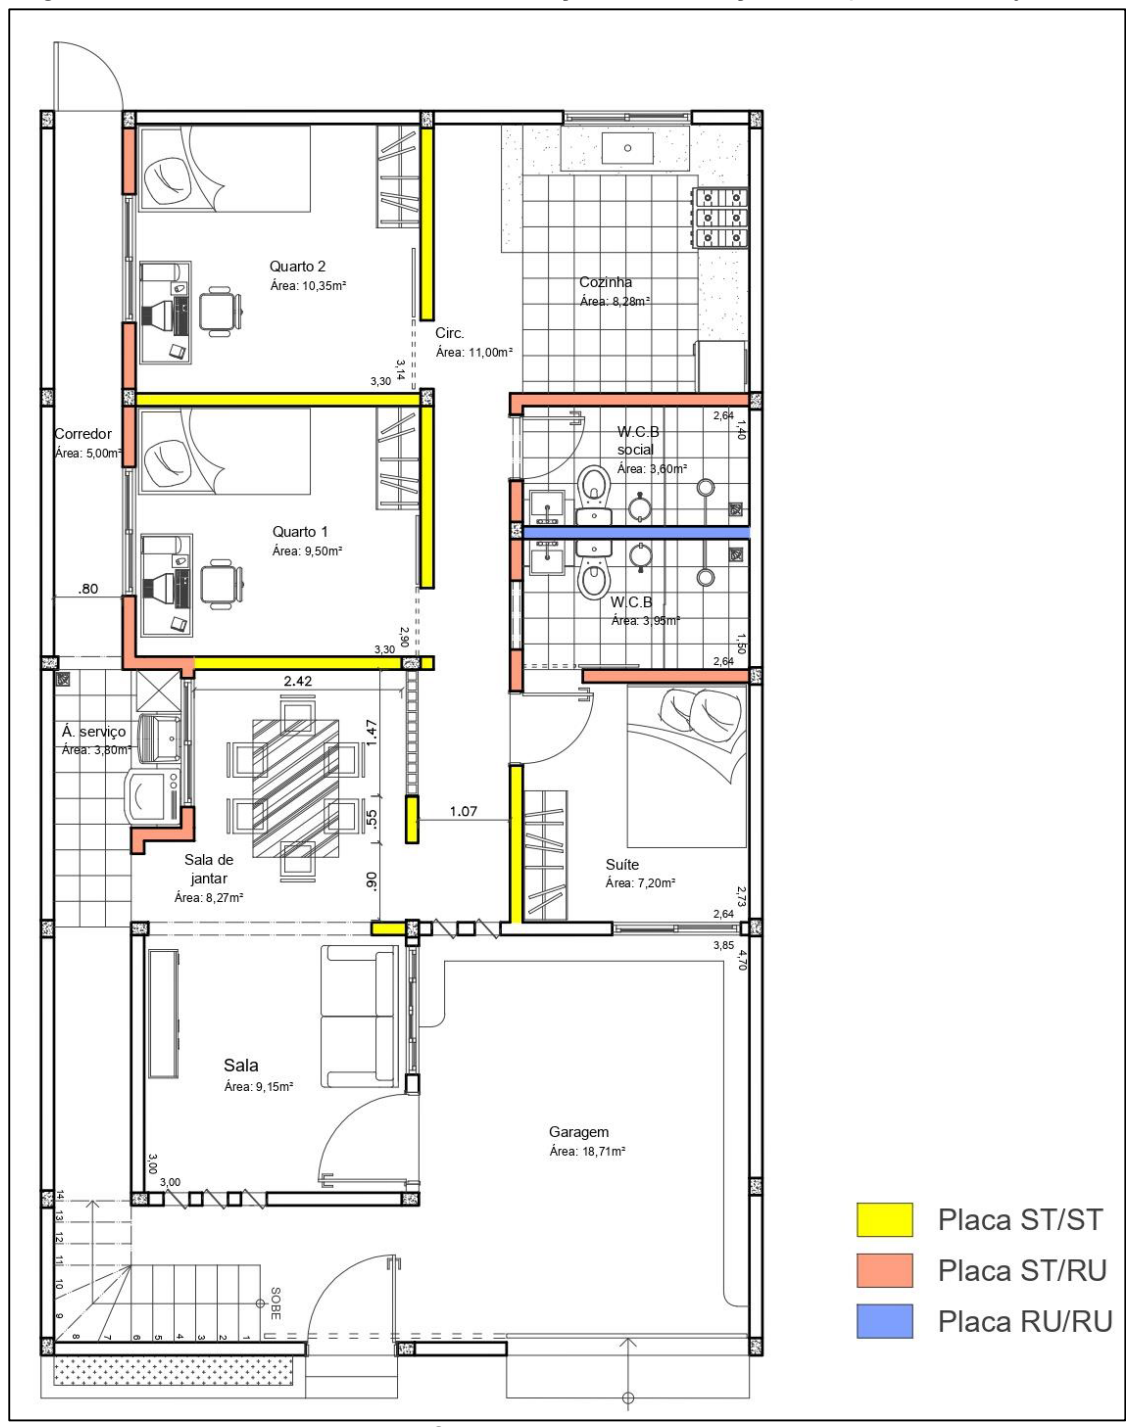 Quarto 2
Área: 10,35m²
3,14
3,30
Circ.
Área: 11,00m²
Cozinha
Área: 8,28m²
Corredor
Área: 5,00m²
2,64
1,40
W.C.B
social
Área: 3,60m²
Quarto 1
Área: 9,50m²
.80
2,90
3,30
W.C.B
Área: 3,95m²
1,50
2,64
2.42
Á. serviço
Área: 3,80m²
1.47
.55
1.07
.90
Sala de
jantar
Área: 8,27m²
Suíte
Área: 7,20m²
2,73
2,64
3,85
4,70
Sala
Área: 9,15m²
Garagem
Área: 18,71m²
3,00
3,00
14
13
12
11
10
9
8
7
6
5
4
3
2
1
SOBE
Placa ST/ST
Placa ST/RU
Placa RU/RU